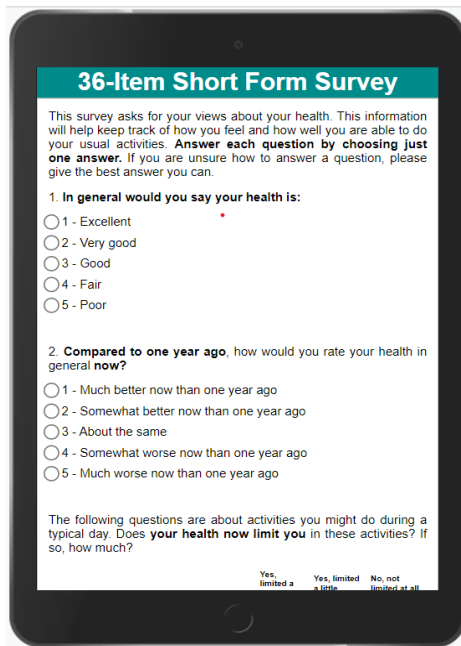 36-Item Short Form Survey
This survey asks for your views about your health. This information
will help keep track of how you feel and how well you are able to do
your usual activities. Answer each question by choosing just
one answer. If you are unsure how to answer a question, please
give the best answer you can.
1. In general would you say your health is:
1 - Excellent
2 - Very good
3 - Good
4 - Fair
5 - Poor
2. Compared to one year ago, how would you rate your health in
general now?
1 - Much better now than one year ago
2 - Somewhat better now than one year ago
3 - About the same
4 - Somewhat worse now than one year ago
5 - Much worse now than one year ago
The following questions are about activities you might do during a
typical day. Does your health now limit you in these activities? If
so, how much?
Yes,
limited a Yes, limited No, not
a little limited at all